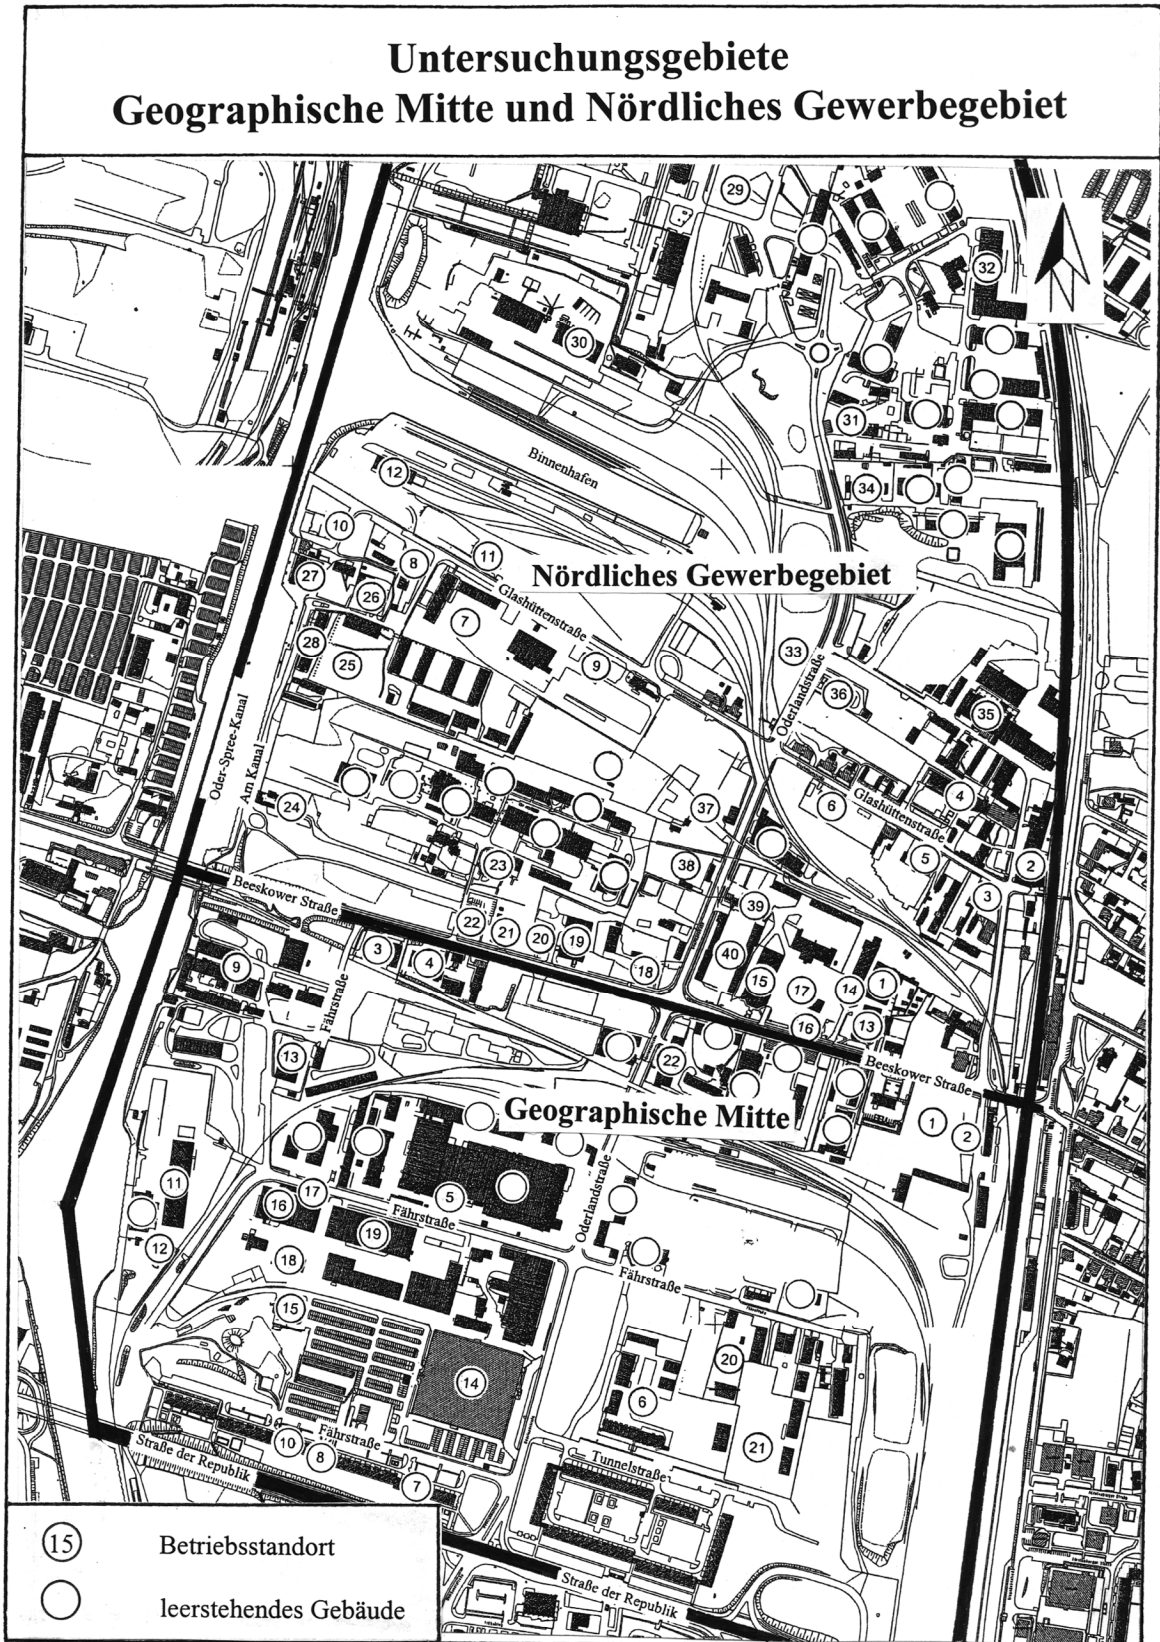 Untersuchungsgebiete
Geographische Mitte und Nördliches Gewerbegebiet
29
32
30
31
Binnenhafen
12
34
10
11
8
Nördliches Gewerbegebiet
27
26
Glashüttenstraße
7
28
25
9
33
Oderlandstraße
36
35
Oder-Spree-Kanal
Am Kanal
24
37
6
4
Glashüttenstraße
5
2
23
38
3
Beeskower Straße
22
21
20
19
18
39
40
15
17
14
1
13
16
3
4
9
Fährstraße
13
22
Beeskower Straße
Geographische Mitte
1
2
11
17
16
5
Fährstraße
19
Oderlandstraße
12
18
Fährstraße
15
20
14
6
21
10
8
Fährstraße
7
Straße der Republik
Tunnelstraße
Straße der Republik
15 Betriebsstandort
leerstehendes Gebäude